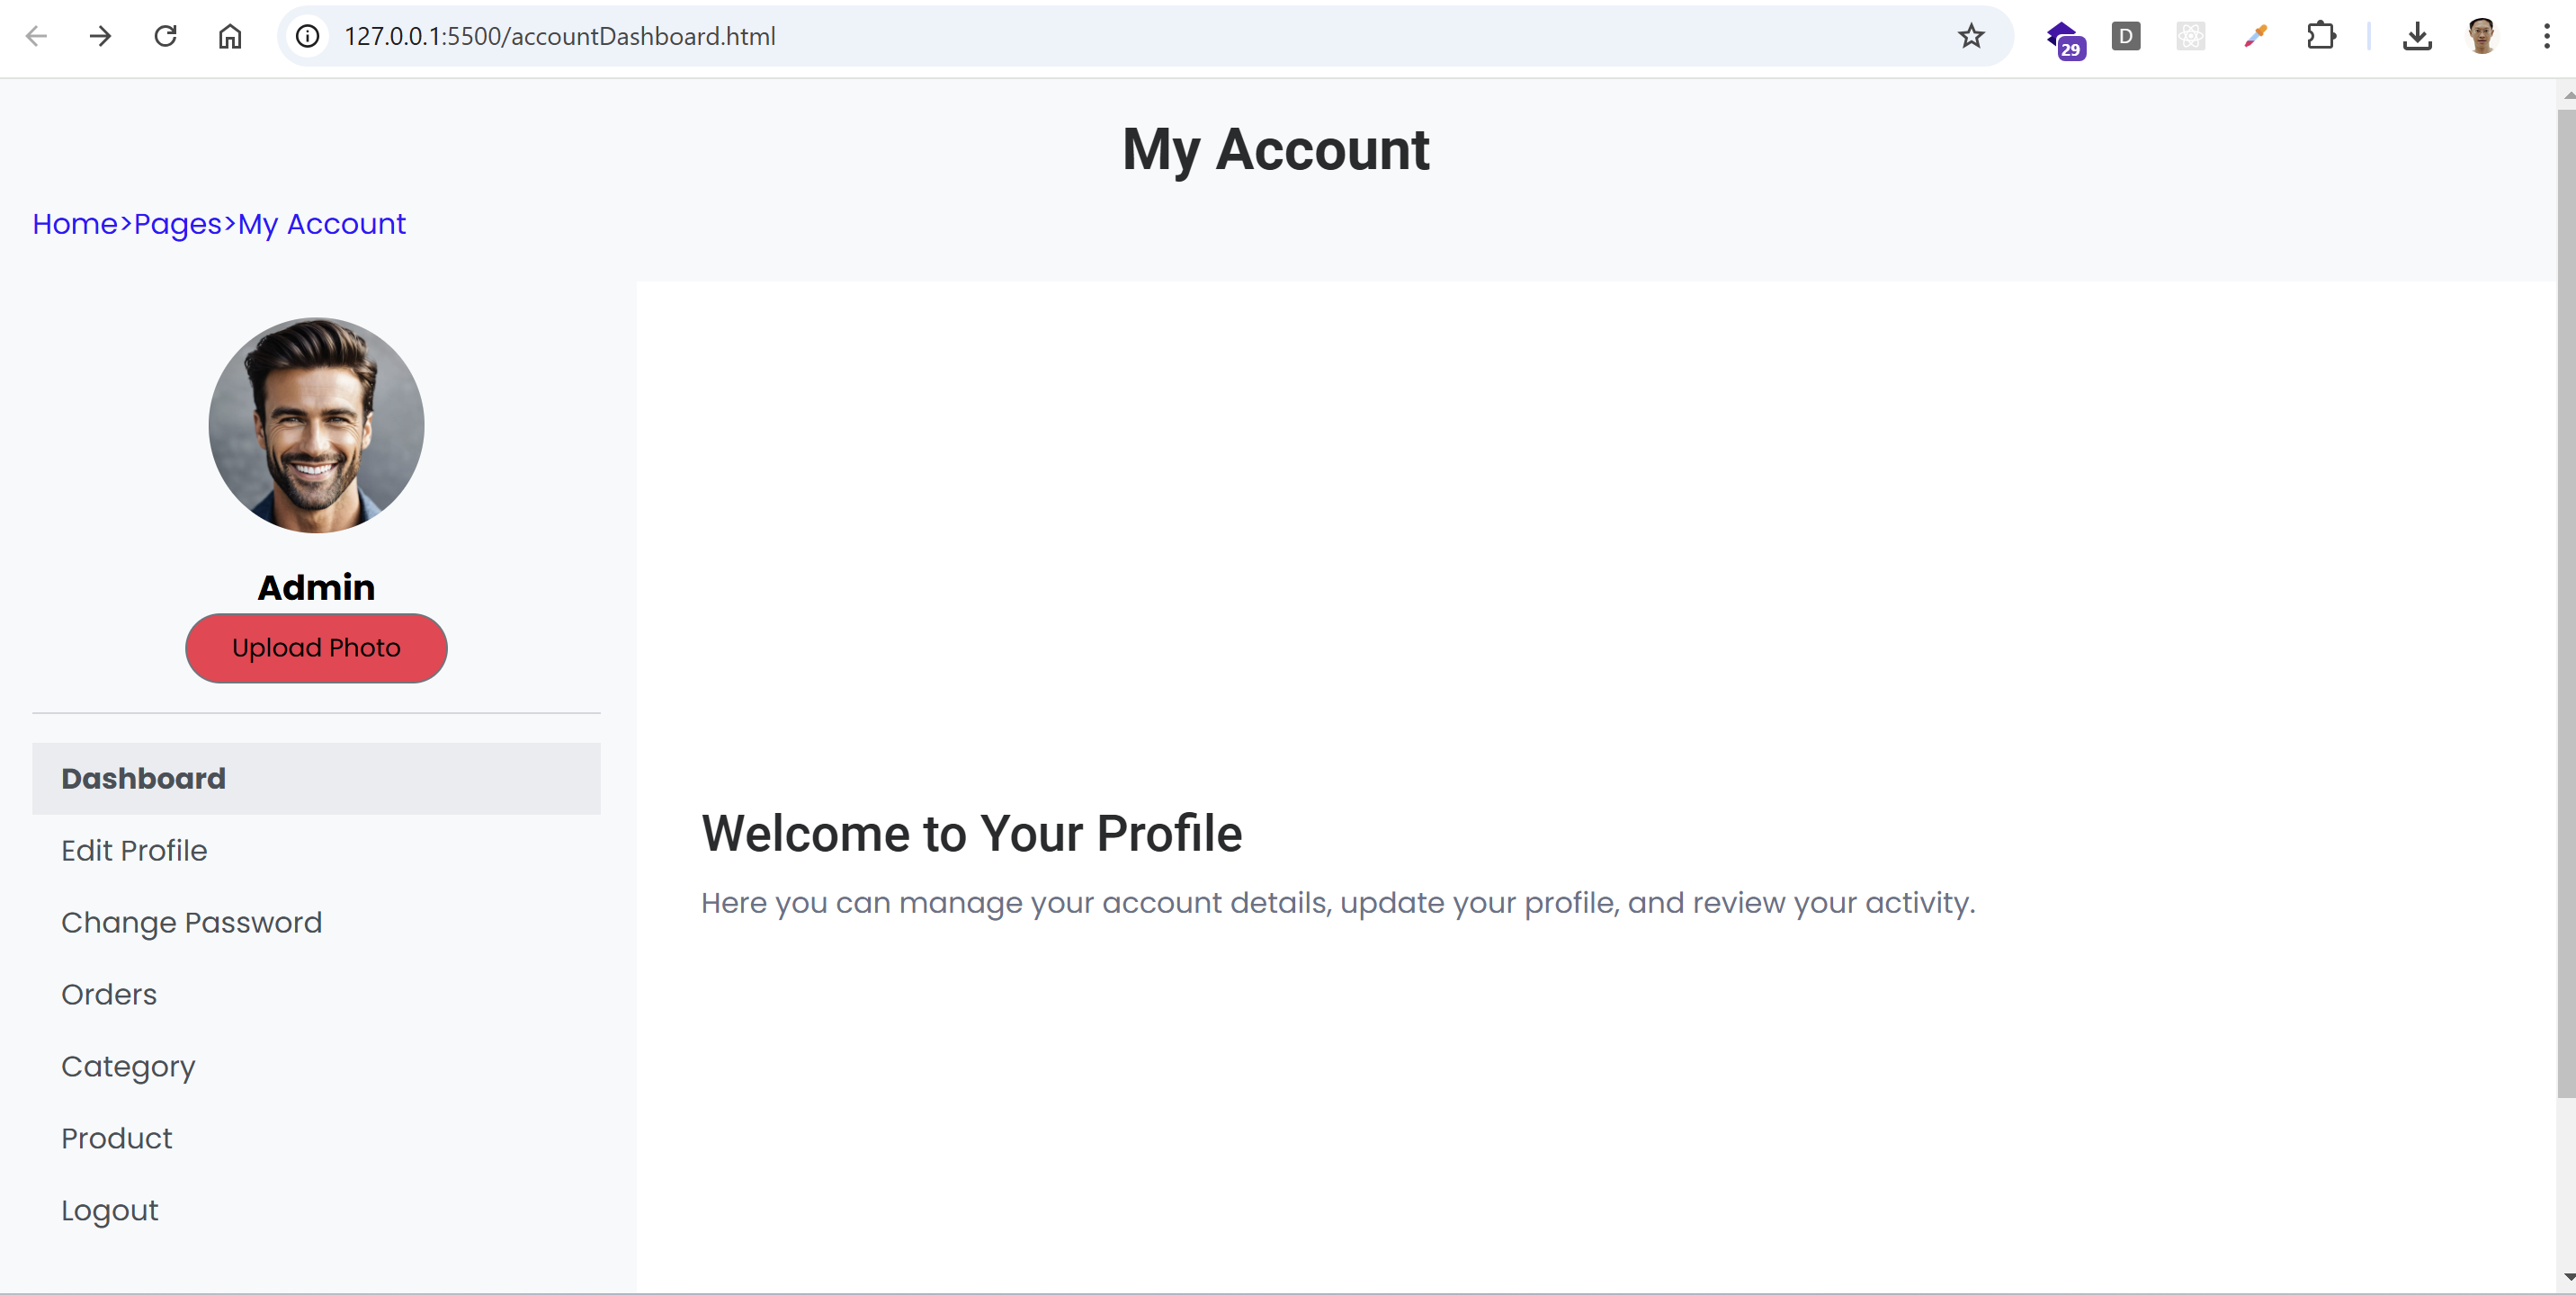 127.0.0.1:5500/accountDashboard.html
29
D
My Account
Home>Pages>My Account
Admin
Upload Photo
Dashboard
Edit Profile
Change Password
Orders
Category
Product
Logout
Welcome to Your Profile
Here you can manage your account details, update your profile, and review your activity.